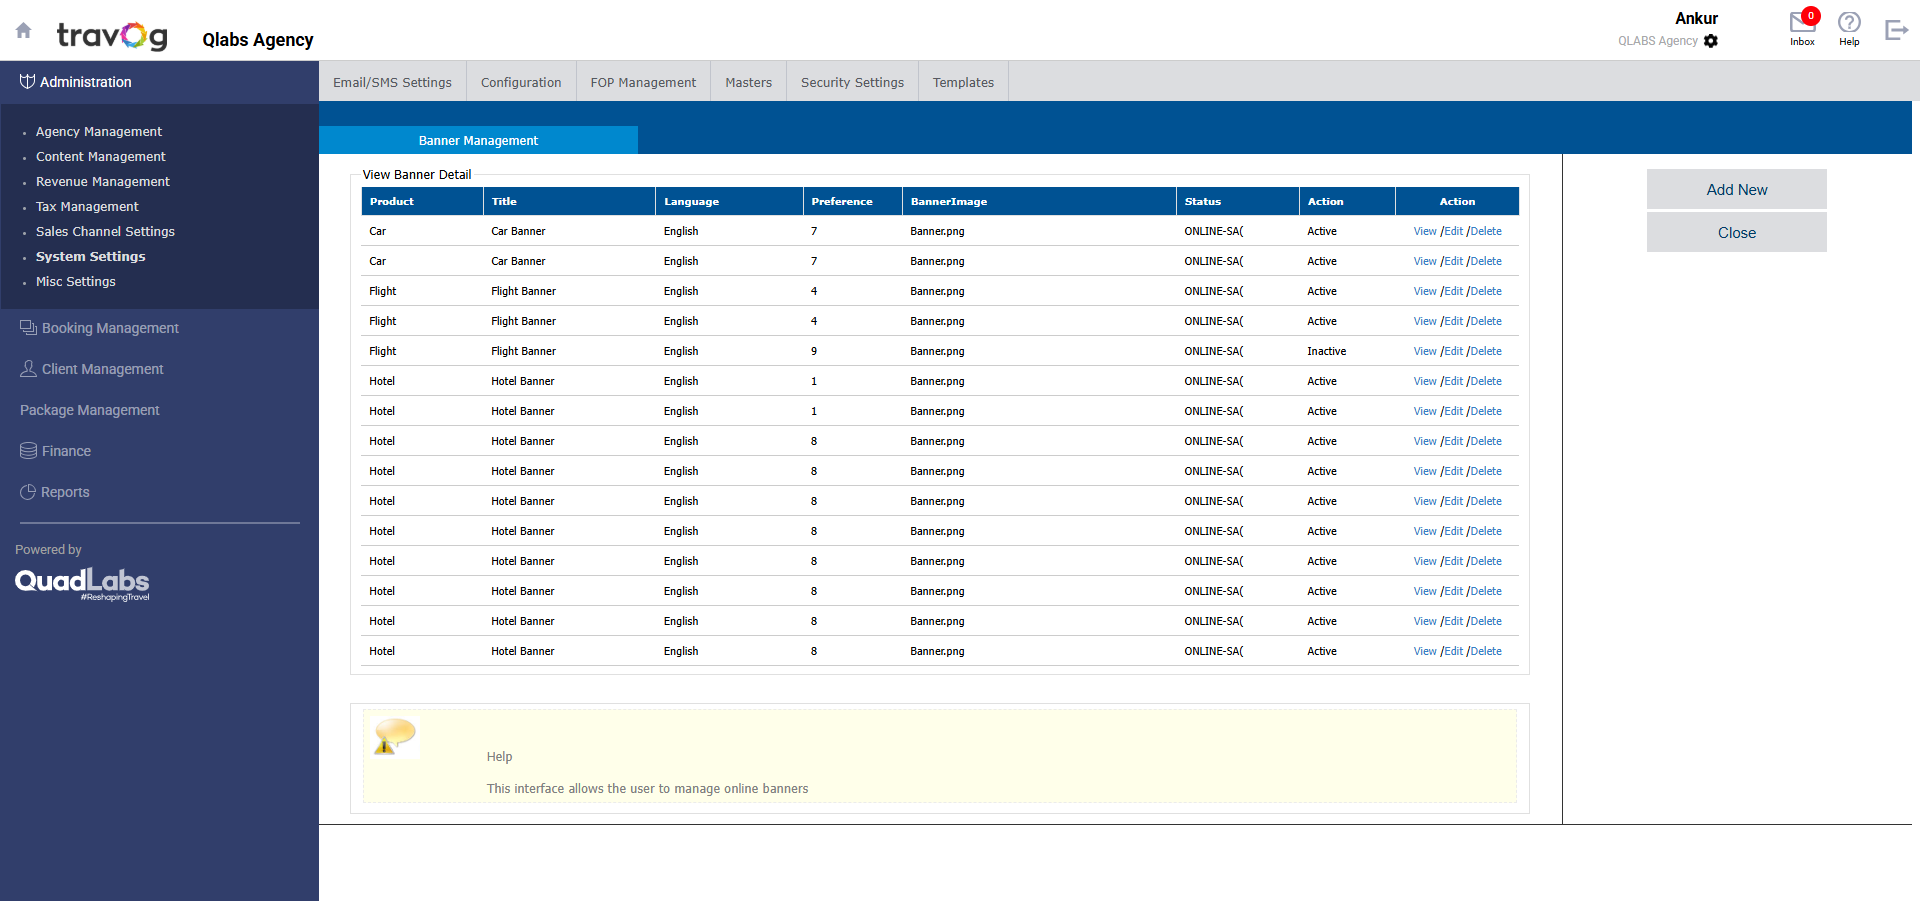 travog
Qlabs Agency
Ankur
QLABS Agency
0
Inbox
Help
Administration
Agency Management
Content Management
Revenue Management
Tax Management
Sales Channel Settings
System Settings
Misc Settings
Booking Management
Client Management
Package Management
Finance
Reports
Powered by
QuadLabs
#ReshapingTravel
Email/SMS Settings Configuration FOP Management Masters Security Settings Templates
Banner Management
View Banner Detail
Product Title Language Preference BannerImage Status Action Action
Car Car Banner English 7 Banner.png ONLINE-SA( Active View /Edit /Delete
Car Car Banner English 7 Banner.png ONLINE-SA( Active View /Edit /Delete
Flight Flight Banner English 4 Banner.png ONLINE-SA( Active View /Edit /Delete
Flight Flight Banner English 4 Banner.png ONLINE-SA( Active View /Edit /Delete
Flight Flight Banner English 9 Banner.png ONLINE-SA( Inactive View /Edit /Delete
Hotel Hotel Banner English 1 Banner.png ONLINE-SA( Active View /Edit /Delete
Hotel Hotel Banner English 1 Banner.png ONLINE-SA( Active View /Edit /Delete
Hotel Hotel Banner English 8 Banner.png ONLINE-SA( Active View /Edit /Delete
Hotel Hotel Banner English 8 Banner.png ONLINE-SA( Active View /Edit /Delete
Hotel Hotel Banner English 8 Banner.png ONLINE-SA( Active View /Edit /Delete
Hotel Hotel Banner English 8 Banner.png ONLINE-SA( Active View /Edit /Delete
Hotel Hotel Banner English 8 Banner.png ONLINE-SA( Active View /Edit /Delete
Hotel Hotel Banner English 8 Banner.png ONLINE-SA( Active View /Edit /Delete
Hotel Hotel Banner English 8 Banner.png ONLINE-SA( Active View /Edit /Delete
Hotel Hotel Banner English 8 Banner.png ONLINE-SA( Active View /Edit /Delete
Add New
Close
Help
This interface allows the user to manage online banners